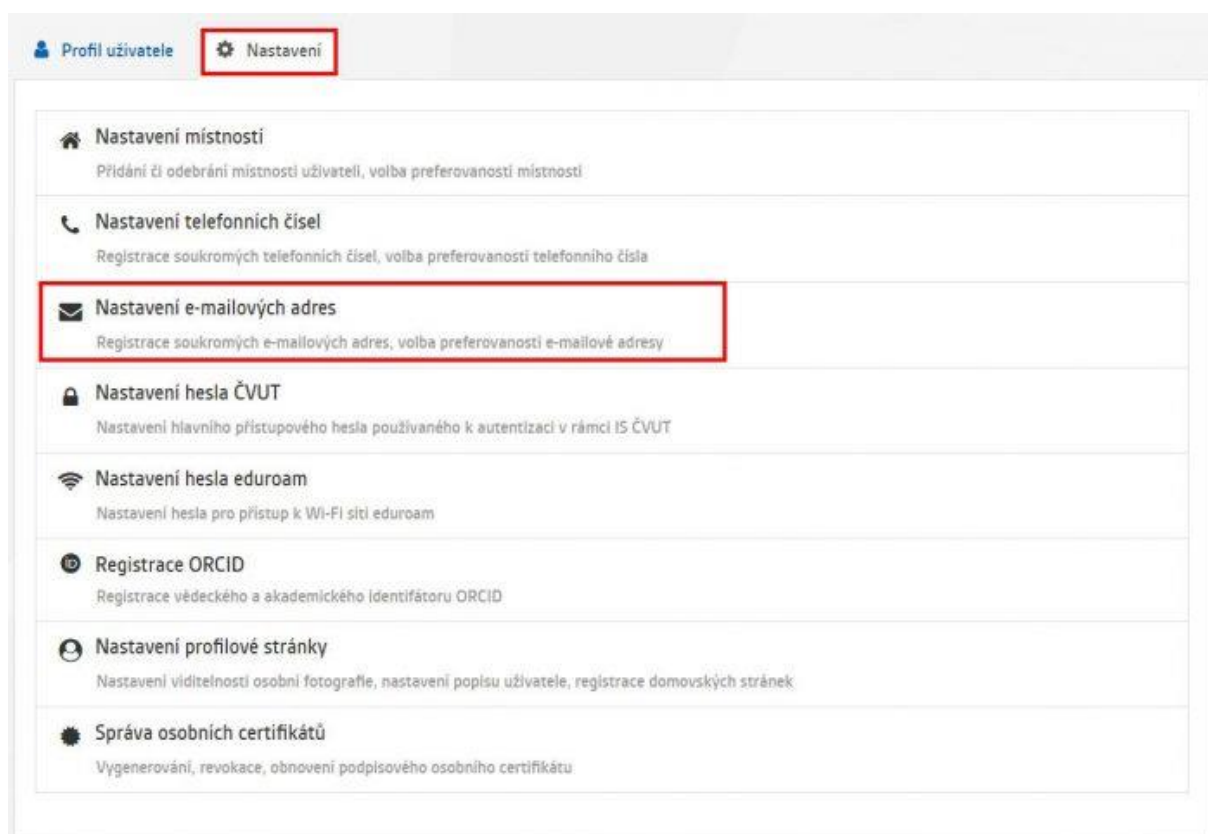 Profil uživatele Nastavení
Nastavení místností
Přidání či odebrání místností uživateli, volba preferovanosti místností
Nastavení telefonních čísel
Registrace soukromých telefonních čísel, volba preferovanosti telefonního čísla
Nastavení e-mailových adres
Registrace soukromých e-mailových adres, volba preferovanosti e-mailové adresy
Nastavení hesla ČVUT
Nastavení hlavního přístupového hesla používaného k autentizaci v rámci IS ČVUT
Nastavení hesla eduroam
Nastavení hesla pro přístup k Wi-Fi síti eduroam
Registrace ORCID
Registrace vědeckého a akademického identifátoru ORCID
Nastavení profilové stránky
Nastavení viditelnosti osobní fotografie, nastavení popisu uživatele, registrace domovských stránek
Správa osobních certifikátů
Vygenerování, revokace, obnovení podpisového osobního certifikátu